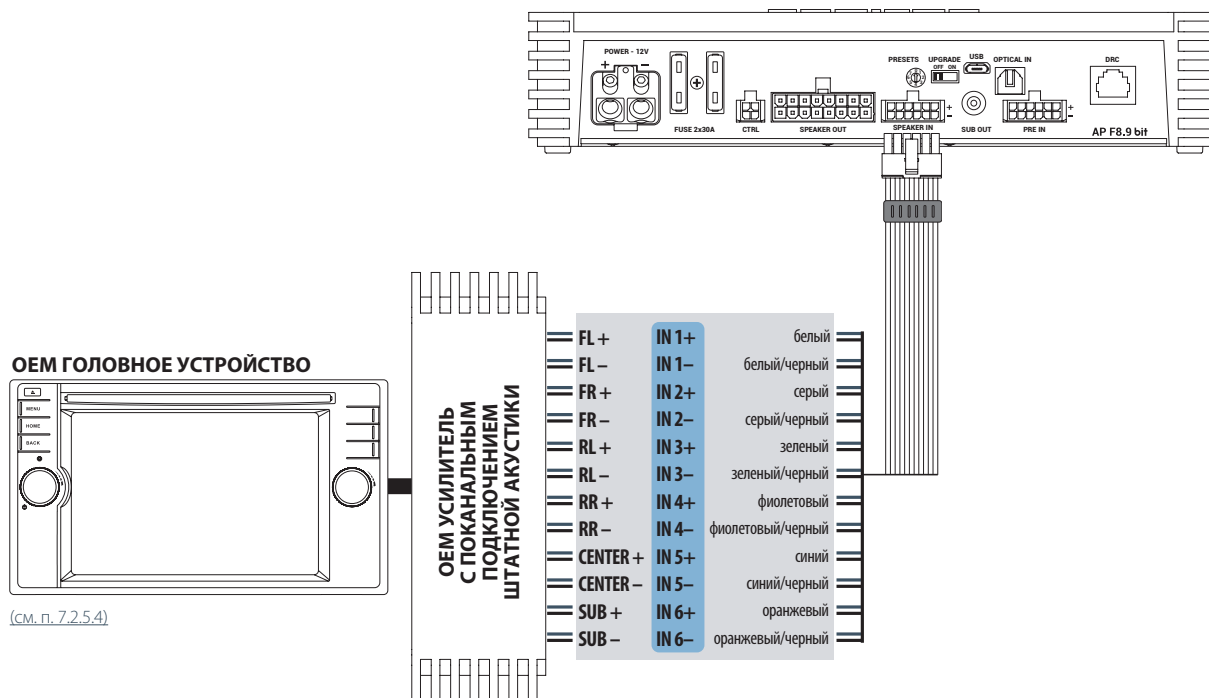 POWER - 12V
+ −
FUSE 2x30A
CTRL
SPEAKER OUT
PRESETS
UPGRADE
OFF ON
USB
OPTICAL IN
DRC
SPEAKER IN
+
−
SUB OUT
PRE IN
+
−
AP F8.9 bit
OEM ГОЛОВНОЕ УСТРОЙСТВО
MENU
HOME
BACK
(см. п. 7.2.5.4)
OEM УСИЛИТЕЛЬ
С ПОКАНАЛЬНЫМ
ПОДКЛЮЧЕНИЕМ
ШТАТНОЙ АКУСТИКИ
FL + IN 1+ белый
FL − IN 1− белый/черный
FR + IN 2+ серый
FR − IN 2− серый/черный
RL + IN 3+ зеленый
RL − IN 3− зеленый/черный
RR + IN 4+ фиолетовый
RR − IN 4− фиолетовый/черный
CENTER + IN 5+ синий
CENTER − IN 5− синий/черный
SUB + IN 6+ оранжевый
SUB − IN 6− оранжевый/черный